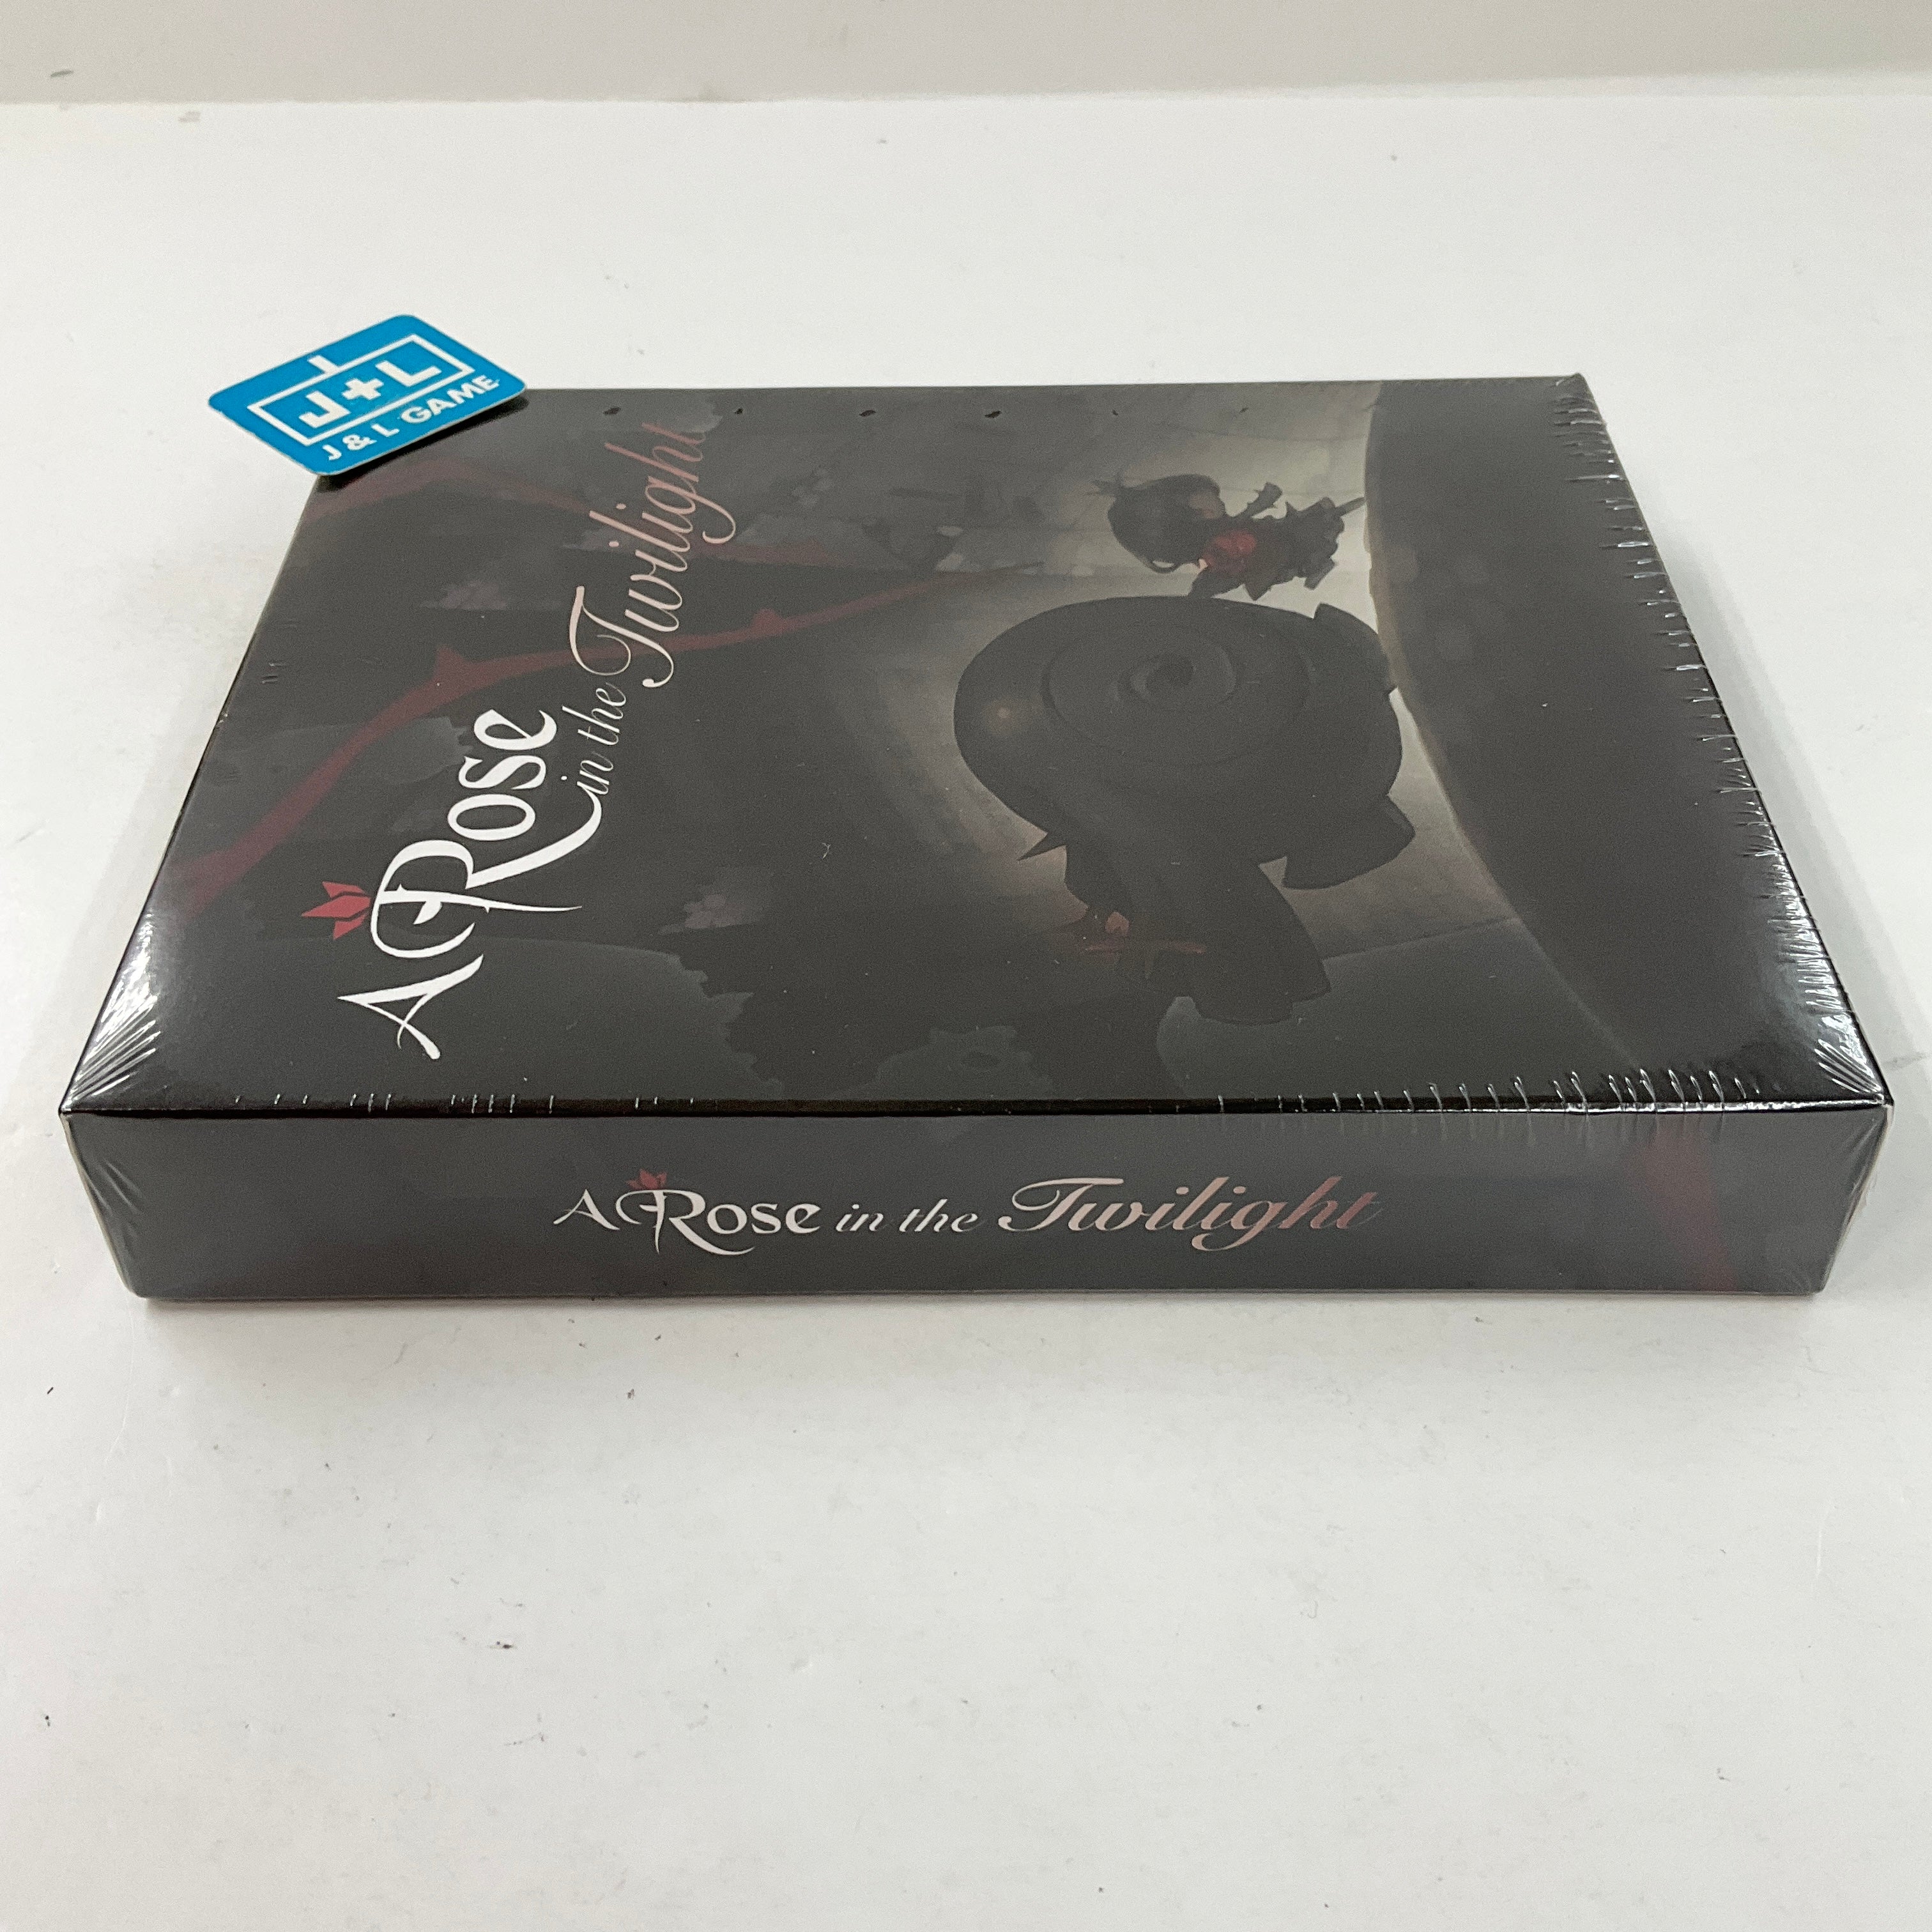 J+L
J & L GAME
A Rose
in the Twilight
A Rose in the Twilight